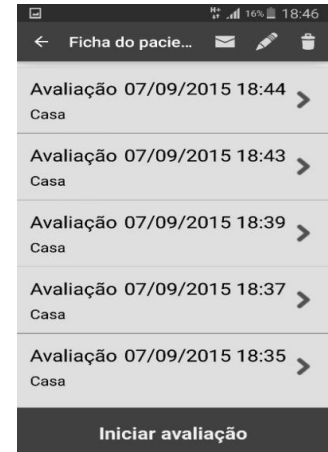 16% 18:46
Ficha do pacie...
Avaliação 07/09/2015 18:44
Casa
Avaliação 07/09/2015 18:43
Casa
Avaliação 07/09/2015 18:39
Casa
Avaliação 07/09/2015 18:37
Casa
Avaliação 07/09/2015 18:35
Casa
Iniciar avaliação